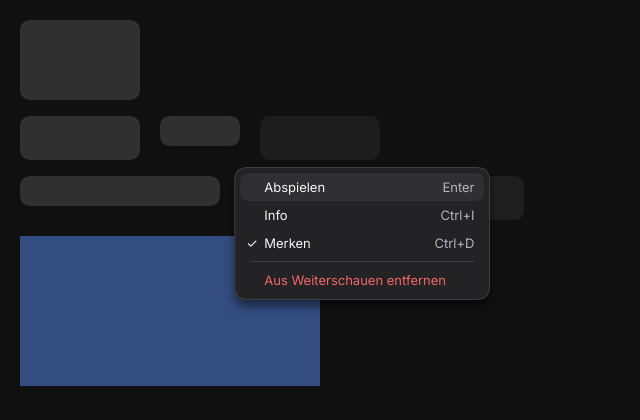 Abspielen Enter
Info Ctrl+I
Merken Ctrl+D
Aus Weiterschauen entfernen